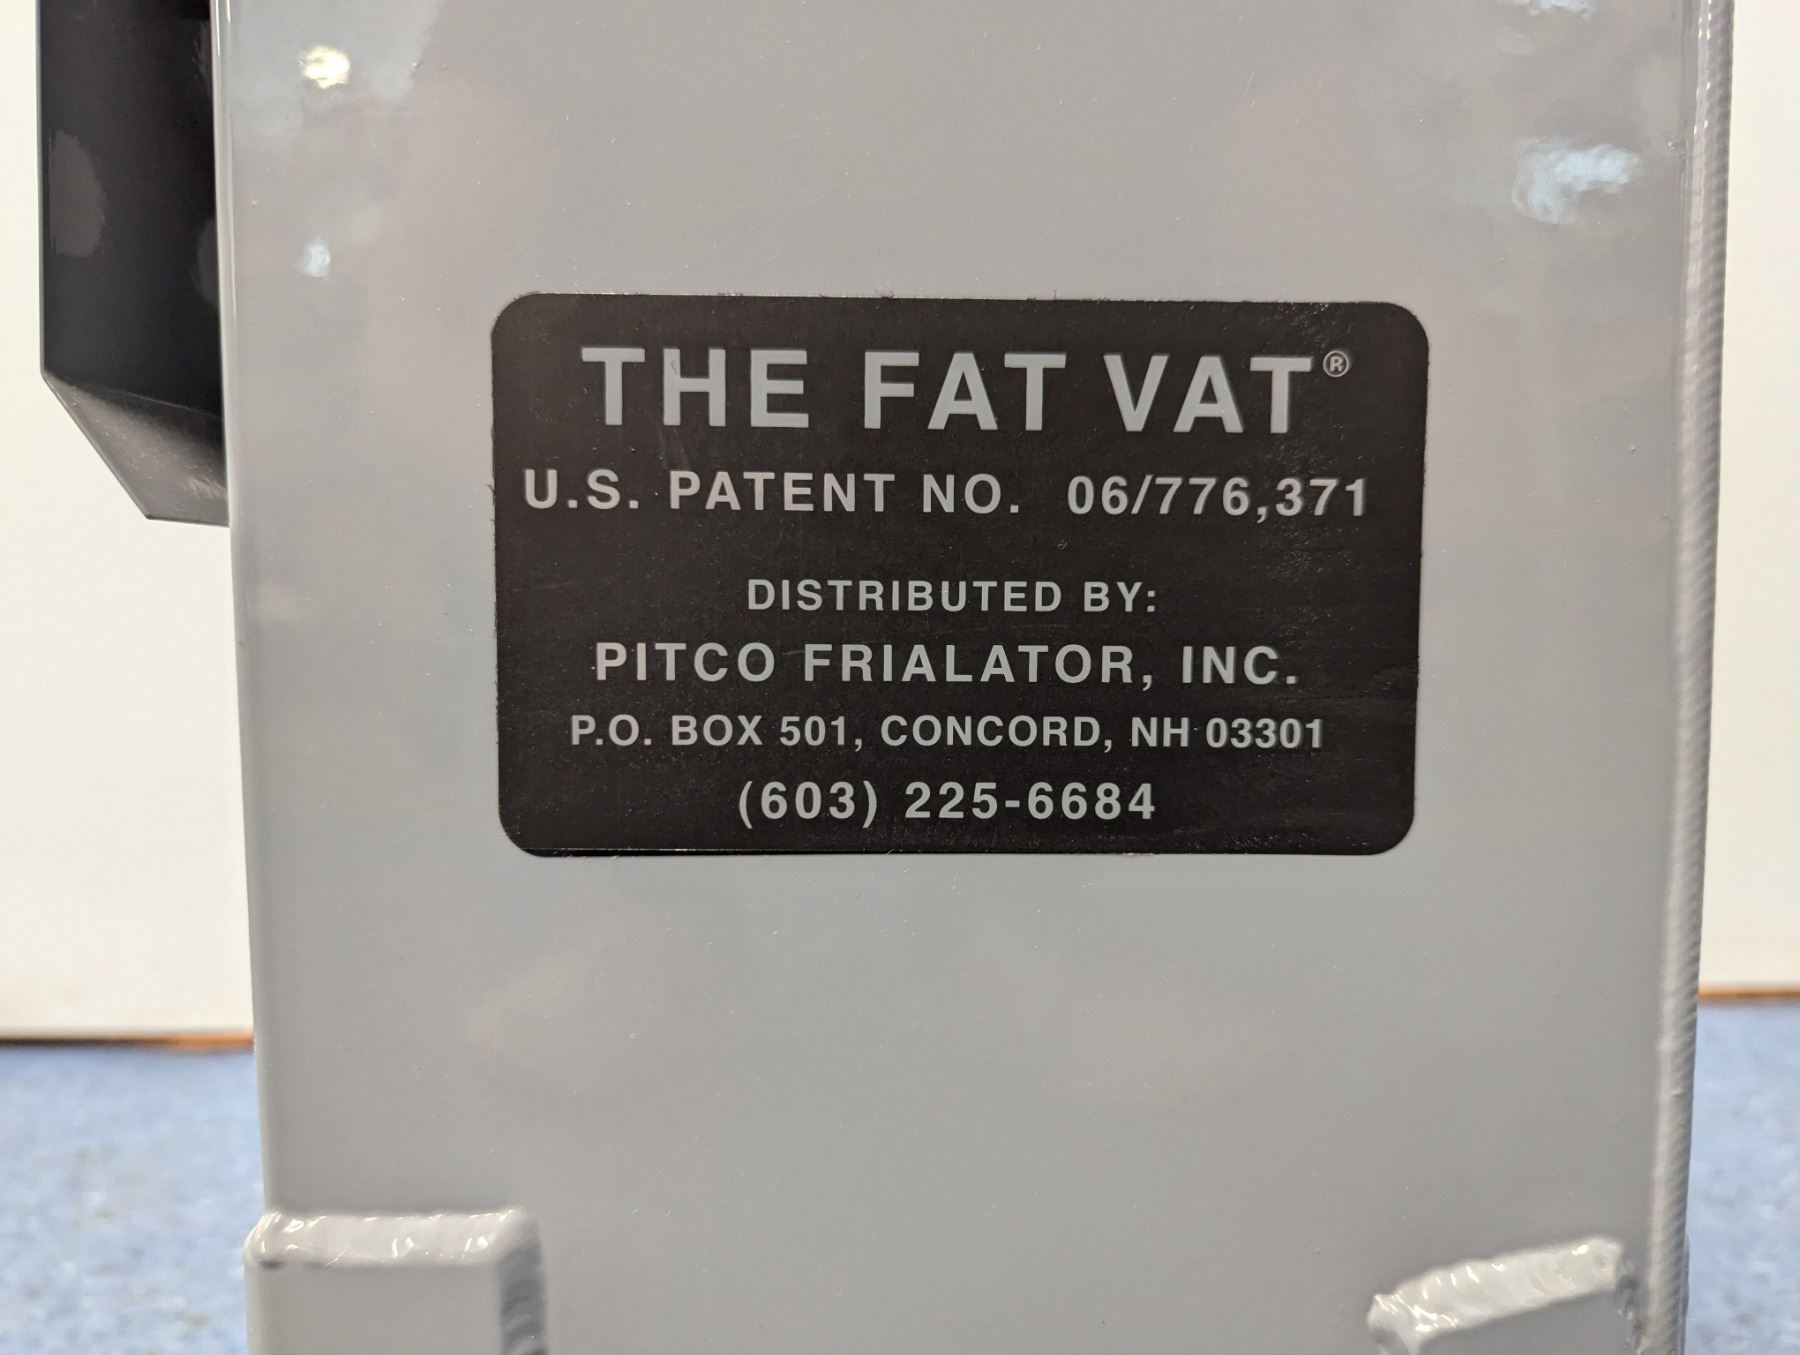 THE FAT VAT®
U.S. PATENT NO. 06/776,371
DISTRIBUTED BY:
PITCO FRIALATOR, INC.
P.O. BOX 501, CONCORD, NH 03301
(603) 225-6684